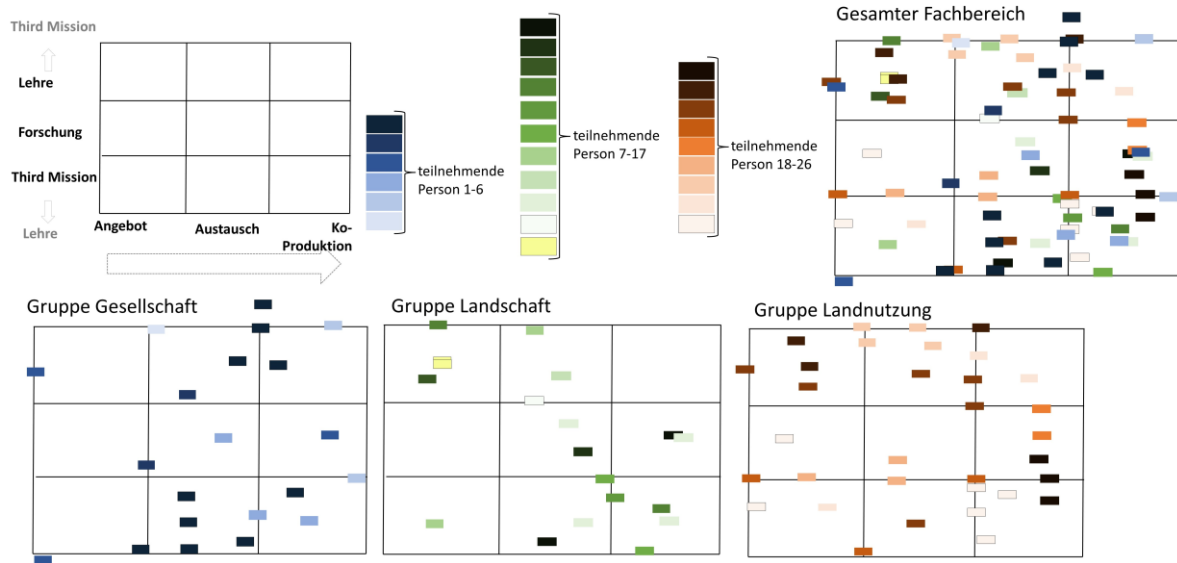 Third Mission
Lehre
Forschung
Third Mission
Lehre
Angebot
Austausch
Ko-
Produktion
teilnehmende
Person 1-6
teilnehmende
Person 7-17
teilnehmende
Person 18-26
Gesamter Fachbereich
Gruppe Gesellschaft
Gruppe Landschaft
Gruppe Landnutzung